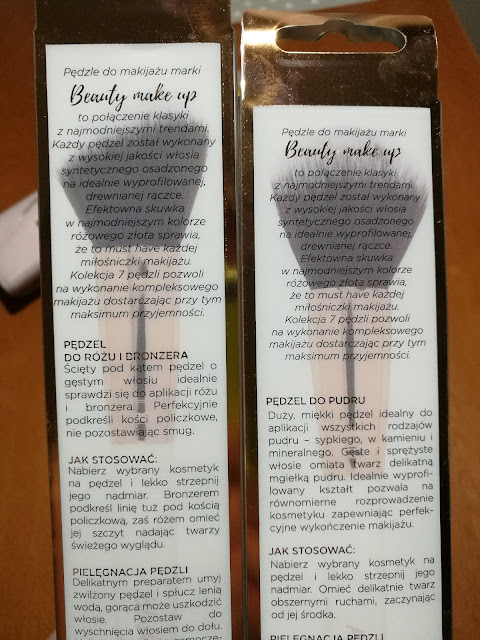 Pędzle do makijażu marki
Beauty make up
to połączenie klasyki
z najmodniejszymi trendami.
Każdy pędzel został wykonany
z wysokiej jakości włosia
syntetycznego osadzonego
na idealnie wyprofilowanej,
drewnianej rączce.
Efektowna skuwka
w najmodniejszym kolorze
różowego złota sprawia,
że to must have każdej
miłośniczki makijażu.
Kolekcja 7 pędzli pozwoli
na wykonanie kompleksowego
makijażu dostarczając przy tym
maksimum przyjemności.
PĘDZEL
DO RÓŻU I BRONZERA
Ścięty pod kątem pędzel o
gęstym włosiu idealnie
sprawdzi się do aplikacji różu
i bronzera. Perfekcyjnie
podkreśli kości policzkowe,
nie pozostawiając smug.
JAK STOSOWAĆ:
Nabierz wybrany kosmetyk
na pędzel i lekko strzepnij
jego nadmiar. Bronzerem
podkreśl linię tuż pod kością
policzkową, zaś różem omieć
jej szczyt nadając twarzy
świeżego wyglądu.
PIELĘGNACJA PĘDZLI
Delikatnym preparatem umyj
zwilżony pędzel i spłucz letnią
wodą, gorąca może uszkodzić
włosie. Pozostaw do
wyschnięcia włosiem do dołu.
Pędzle do makijażu marki
Beauty make up
to połączenie klasyki
z najmodniejszymi trendami.
Każdy pędzel został wykonany
z wysokiej jakości włosia
syntetycznego osadzonego
na idealnie wyprofilowanej,
drewnianej rączce.
Efektowna skuwka
w najmodniejszym kolorze
różowego złota sprawia,
że to must have każdej
miłośniczki makijażu.
Kolekcja 7 pędzli pozwoli
na wykonanie kompleksowego
makijażu dostarczając przy tym
maksimum przyjemności.
PĘDZEL DO PUDRU
Duży, miękki pędzel idealny do
aplikacji wszystkich rodzajów
pudru – sypkiego, w kamieniu i
mineralnego. Gęste i sprężyste
włosie omiata twarz delikatną
mgiełką pudru. Idealnie wyprofi-
lowany kształt pozwala na
równomierne rozprowadzenie
kosmetyku zapewniając perfek-
cyjne wykończenie makijażu.
JAK STOSOWAĆ:
Nabierz wybrany kosmetyk na
pędzel i lekko strzepnij jego
nadmiar. Omieć delikatnie twarz
obszernymi ruchami, zaczynając
od jej środka.
PIELĘGNACJA PĘDZLI